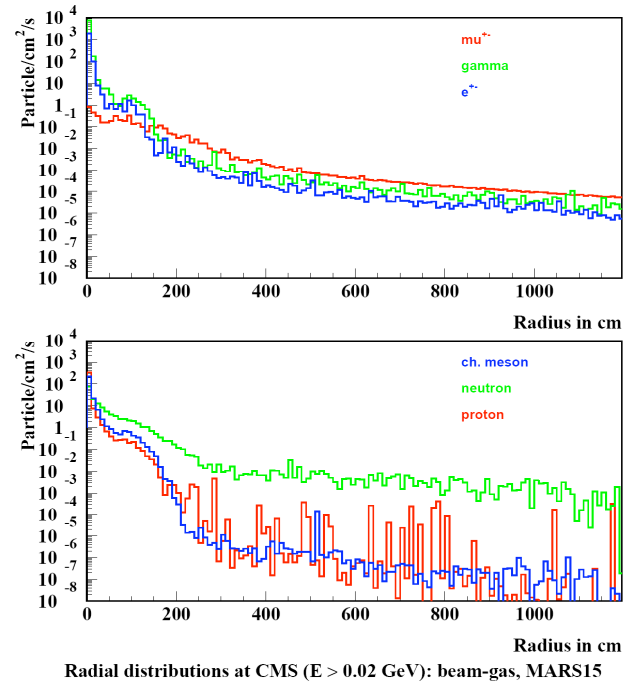 Particle/cm²/s
10⁴
10³
10²
10
1
10⁻¹
10⁻²
10⁻³
10⁻⁴
10⁻⁵
10⁻⁶
10⁻⁷
10⁻⁸
mu⁺⁻
gamma
e⁺⁻
0 200 400 600 800 1000
Radius in cm
Particle/cm²/s
10⁴
10³
10²
10
1
10⁻¹
10⁻²
10⁻³
10⁻⁴
10⁻⁵
10⁻⁶
10⁻⁷
10⁻⁸
ch. meson
neutron
proton
0 200 400 600 800 1000
Radius in cm
Radial distributions at CMS (E > 0.02 GeV): beam-gas, MARS15